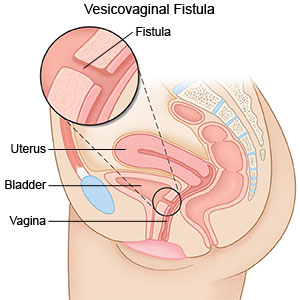 Vesicovaginal Fistula
Fistula
Uterus
Bladder
Vagina